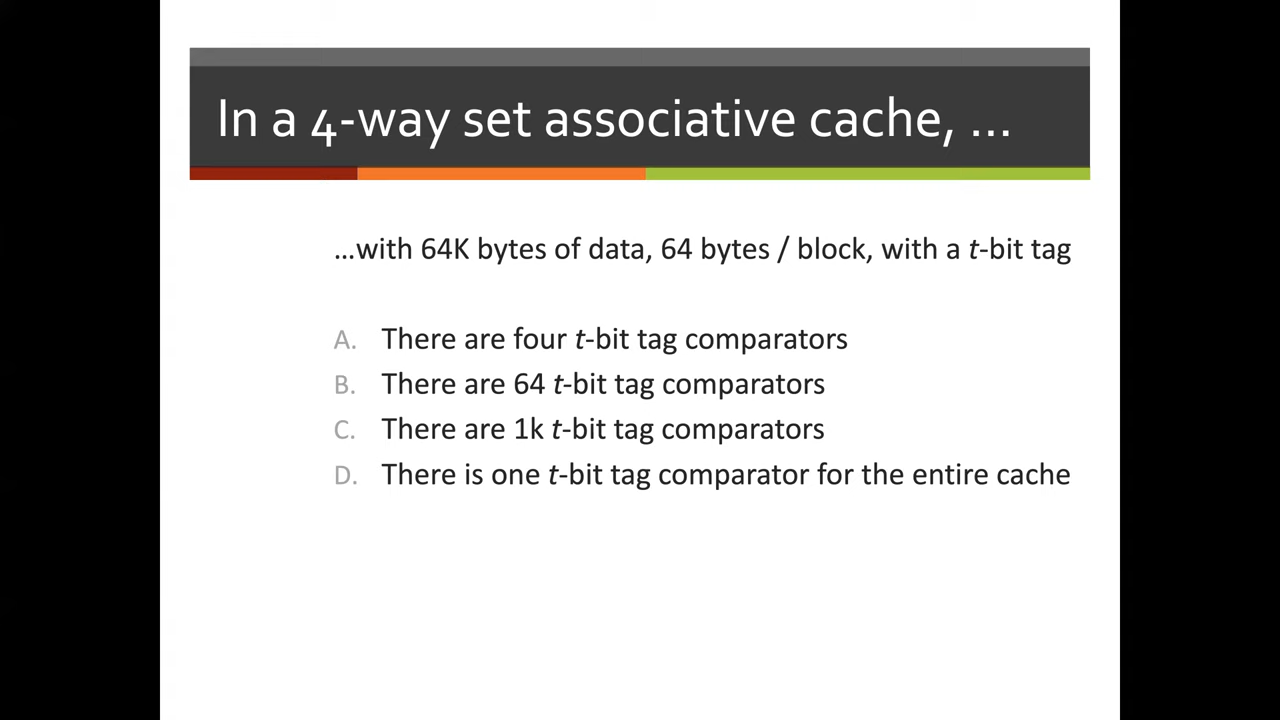 In a 4-way set associative cache, ...
...with 64K bytes of data, 64 bytes / block, with a t-bit tag
A. There are four t-bit tag comparators
B. There are 64 t-bit tag comparators
C. There are 1k t-bit tag comparators
D. There is one t-bit tag comparator for the entire cache